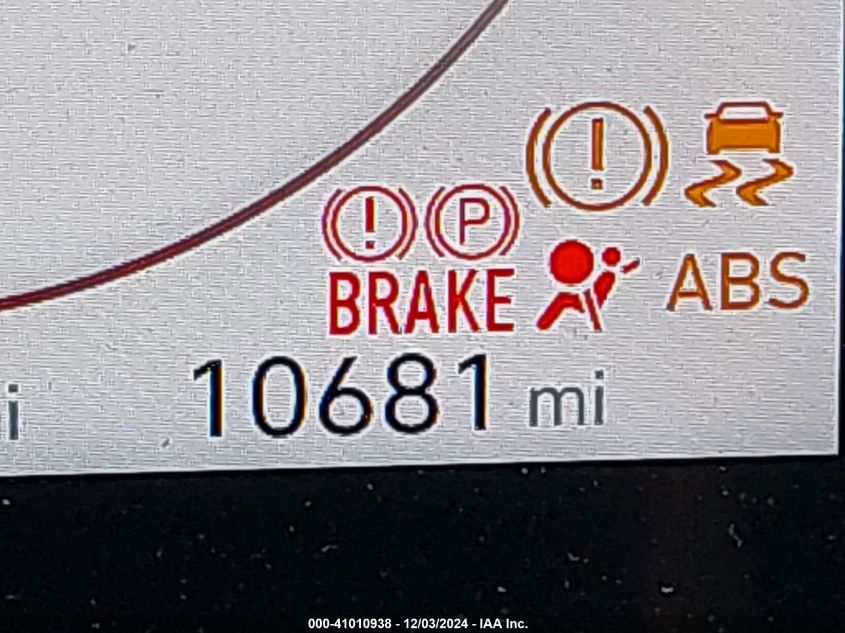 P
BRAKE
ABS
10681 mi
i
000-41010938 - 12/03/2024 - IAA Inc.